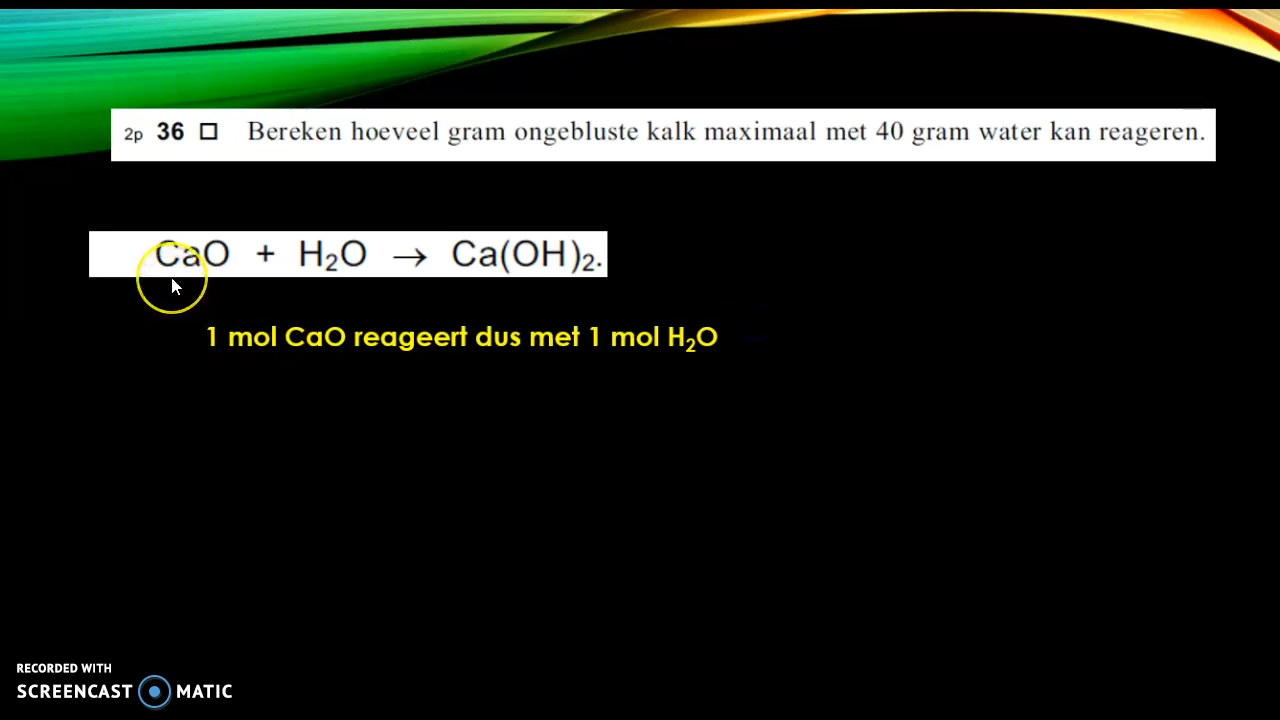 2p 36 □ Bereken hoeveel gram ongebluste kalk maximaal met 40 gram water kan reageren.
CaO + H₂O → Ca(OH)₂.
1 mol CaO reageert dus met 1 mol H₂O
RECORDED WITH
SCREENCAST MATIC